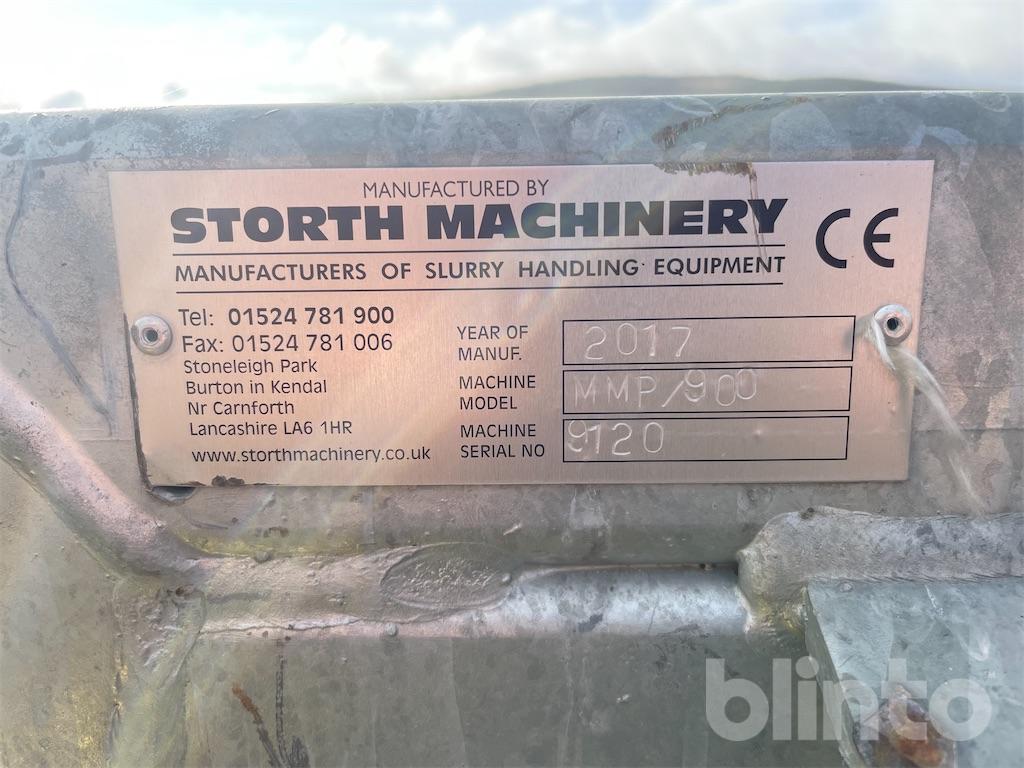 MANUFACTURED BY
STORTH MACHINERY
MANUFACTURERS OF SLURRY HANDLING EQUIPMENT
CE
Tel: 01524 781 900
Fax: 01524 781 006
Stoneleigh Park
Burton in Kendal
Nr Carnforth
Lancashire LA6 1HR
www.storthmachinery.co.uk
YEAR OF
MANUF.
2017
MACHINE
MODEL
MMP/900
MACHINE
SERIAL NO
9120
blinto